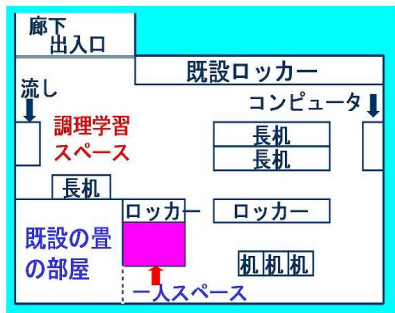 廊下
出入口
既設ロッカー
流し
コンピュータ
調理学習
スペース
長机
長机
長机
ロッカー
ロッカー
既設の畳
の部屋
机机机
一人スペース